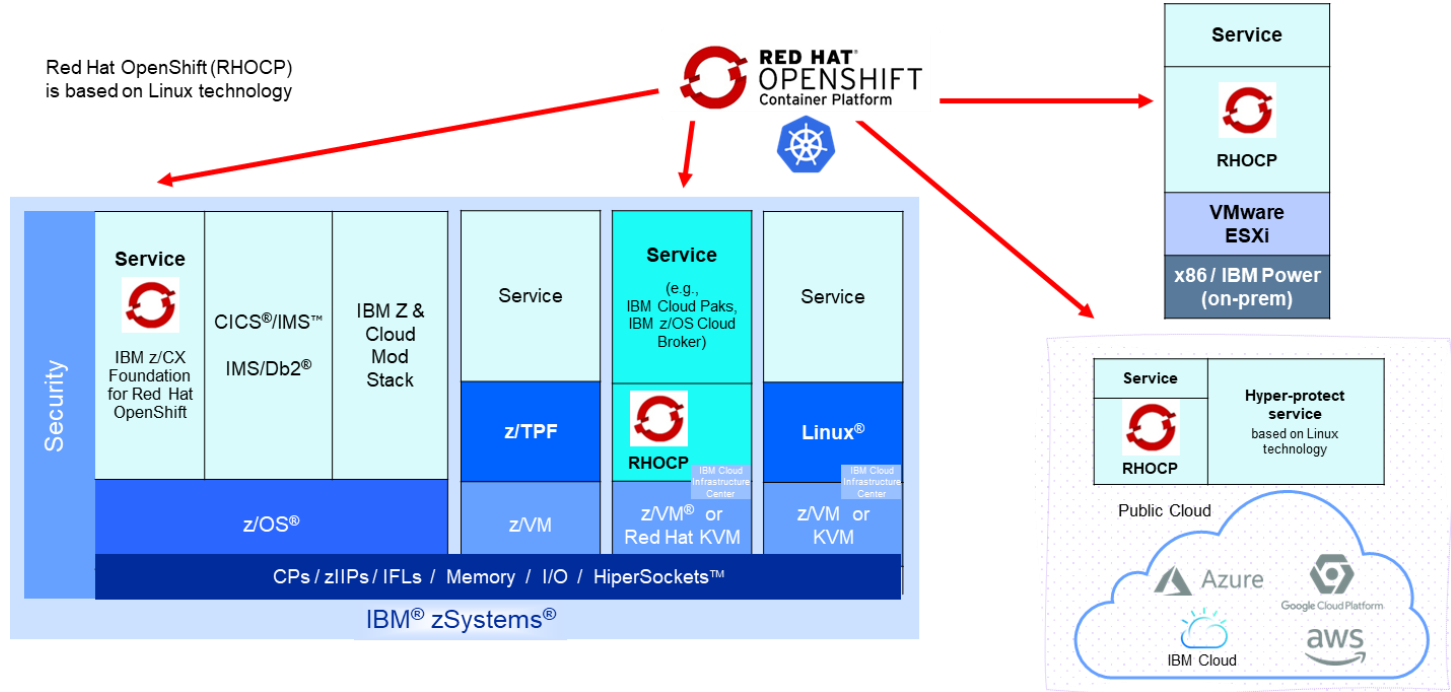 Red Hat OpenShift (RHOCP)
is based on Linux technology
RED HAT®
OPENSHIFT
Container Platform
Service
RHOCP
VMware
ESXi
x86 / IBM Power
(on-prem)
Security
Service
IBM z/CX
Foundation
for Red Hat
OpenShift
CICS®/IMS™
IMS/Db2®
IBM Z &
Cloud
Mod
Stack
z/OS®
Service
z/TPF
z/VM
Service
(e.g.,
IBM Cloud Paks,
IBM z/OS Cloud
Broker)
RHOCP
IBM Cloud
Infrastructure
Center
z/VM® or
Red Hat KVM
Service
Linux®
IBM Cloud
Infrastructure
Center
z/VM or
KVM
CPs / zIIPs / IFLs / Memory / I/O / HiperSockets™
IBM® zSystems®
Service
RHOCP
Hyper-protect
service
based on Linux
technology
Public Cloud
Azure
Google Cloud Platform
IBM Cloud
aws